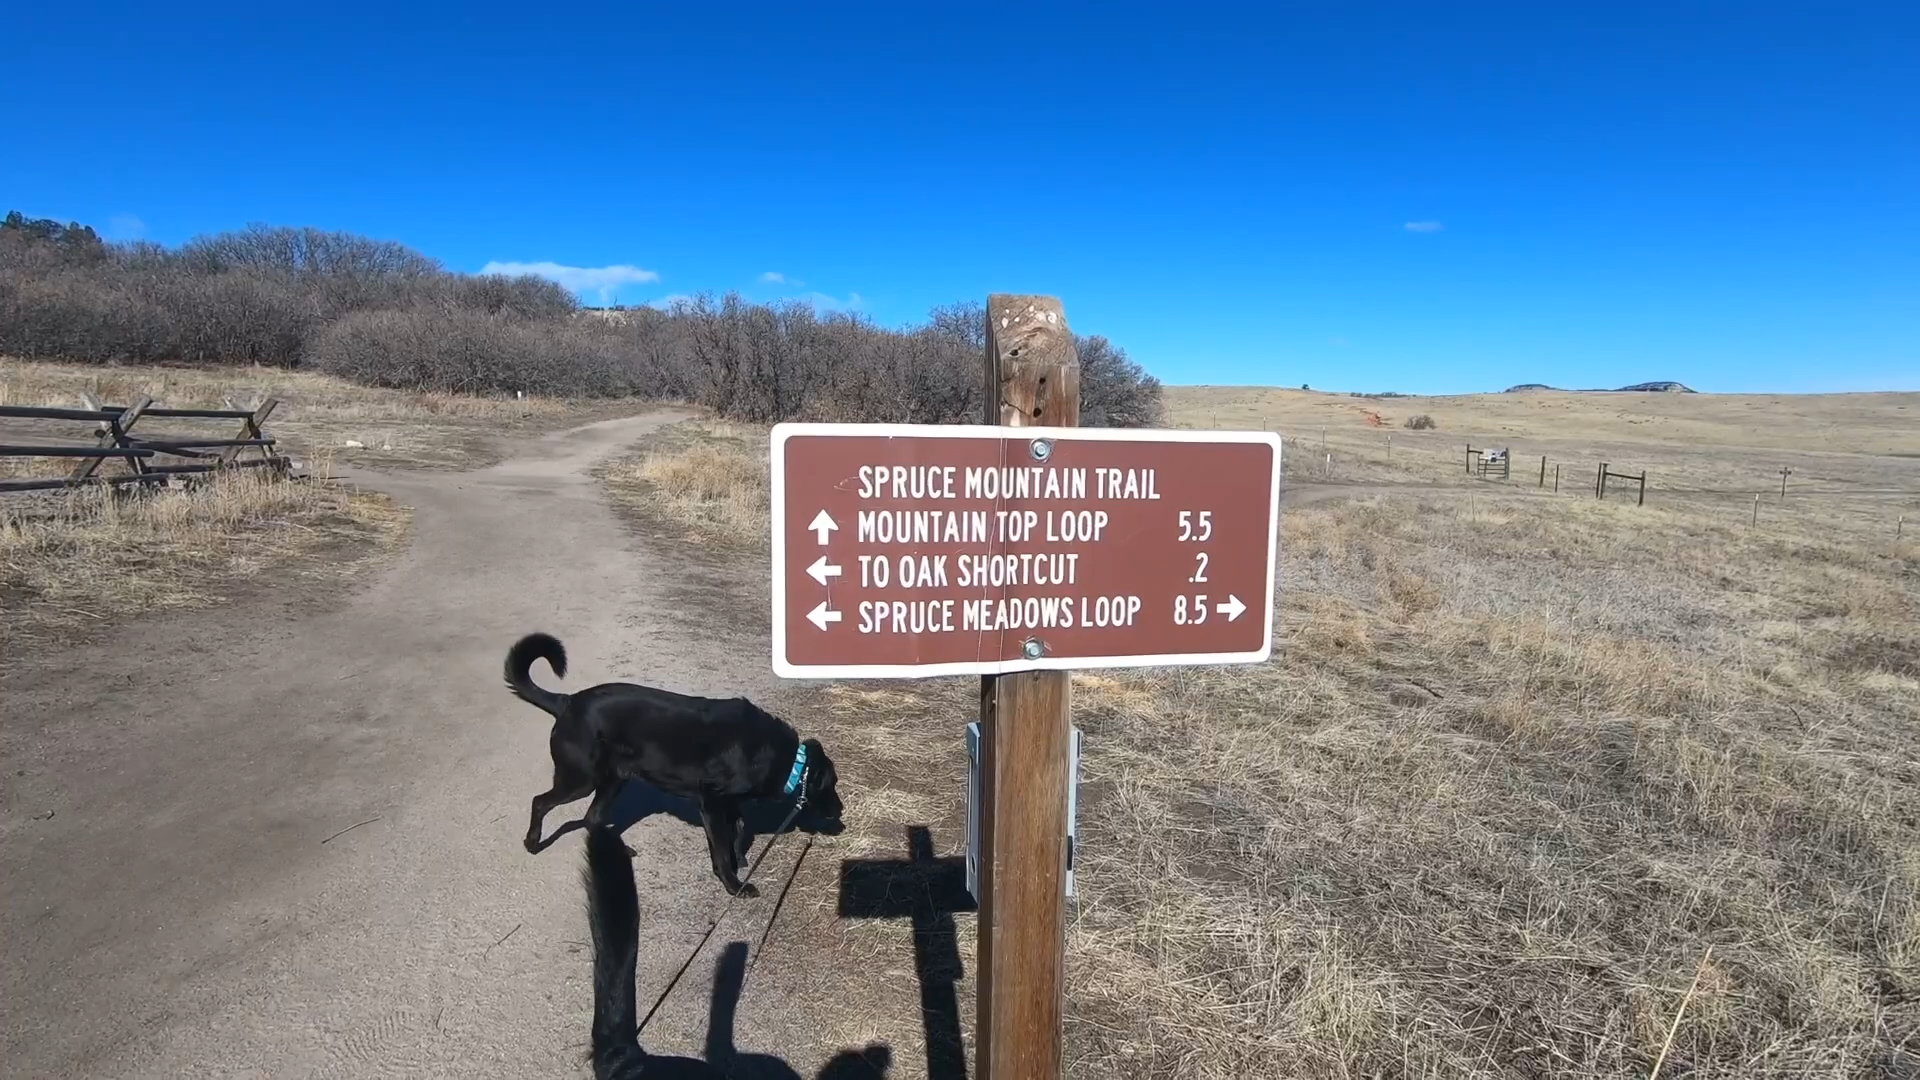 SPRUCE MOUNTAIN TRAIL
↑ MOUNTAIN TOP LOOP 5.5
← TO OAK SHORTCUT .2
← SPRUCE MEADOWS LOOP 8.5 →